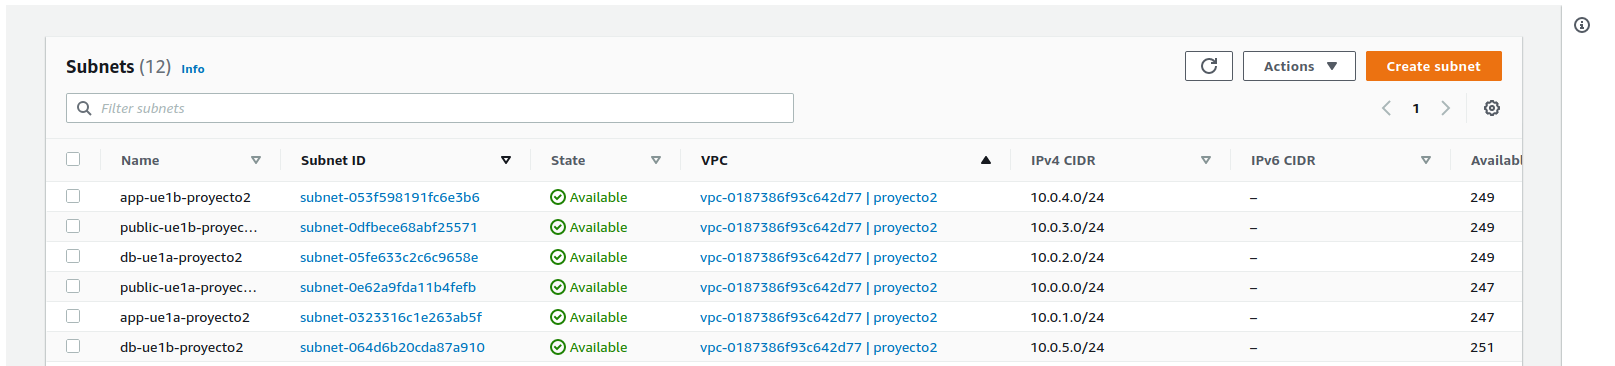 Subnets (12) Info
Actions
Create subnet
Filter subnets
1
Name Subnet ID State VPC IPv4 CIDR IPv6 CIDR Availabl
app-ue1b-proyecto2 subnet-053f598191fc6e3b6 Available vpc-0187386f93c642d77 | proyecto2 10.0.4.0/24 – 249
public-ue1b-proyec... subnet-0dfbece68abf25571 Available vpc-0187386f93c642d77 | proyecto2 10.0.3.0/24 – 249
db-ue1a-proyecto2 subnet-05fe633c2c6c9658e Available vpc-0187386f93c642d77 | proyecto2 10.0.2.0/24 – 249
public-ue1a-proyec... subnet-0e62a9fda11b4fefb Available vpc-0187386f93c642d77 | proyecto2 10.0.0.0/24 – 247
app-ue1a-proyecto2 subnet-0323316c1e263ab5f Available vpc-0187386f93c642d77 | proyecto2 10.0.1.0/24 – 247
db-ue1b-proyecto2 subnet-064d6b20cda87a910 Available vpc-0187386f93c642d77 | proyecto2 10.0.5.0/24 – 251